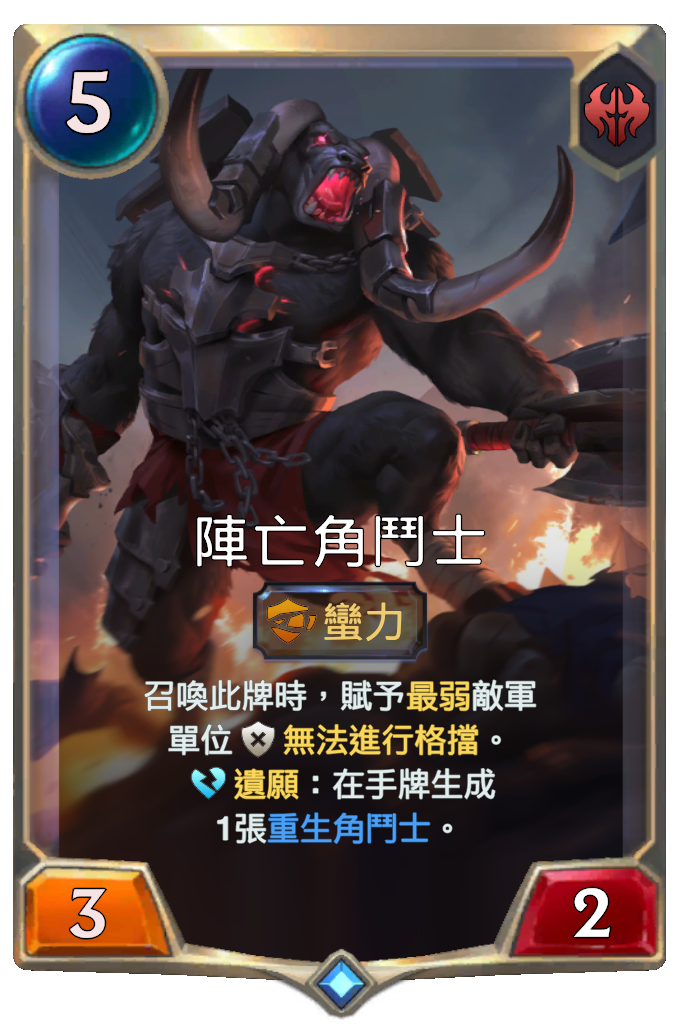 5
陣亡角鬥士
蠻力
召喚此牌時，賦予最弱敵軍
單位 無法進行格擋。
遺願：在手牌生成
1張重生角鬥士。
3
2